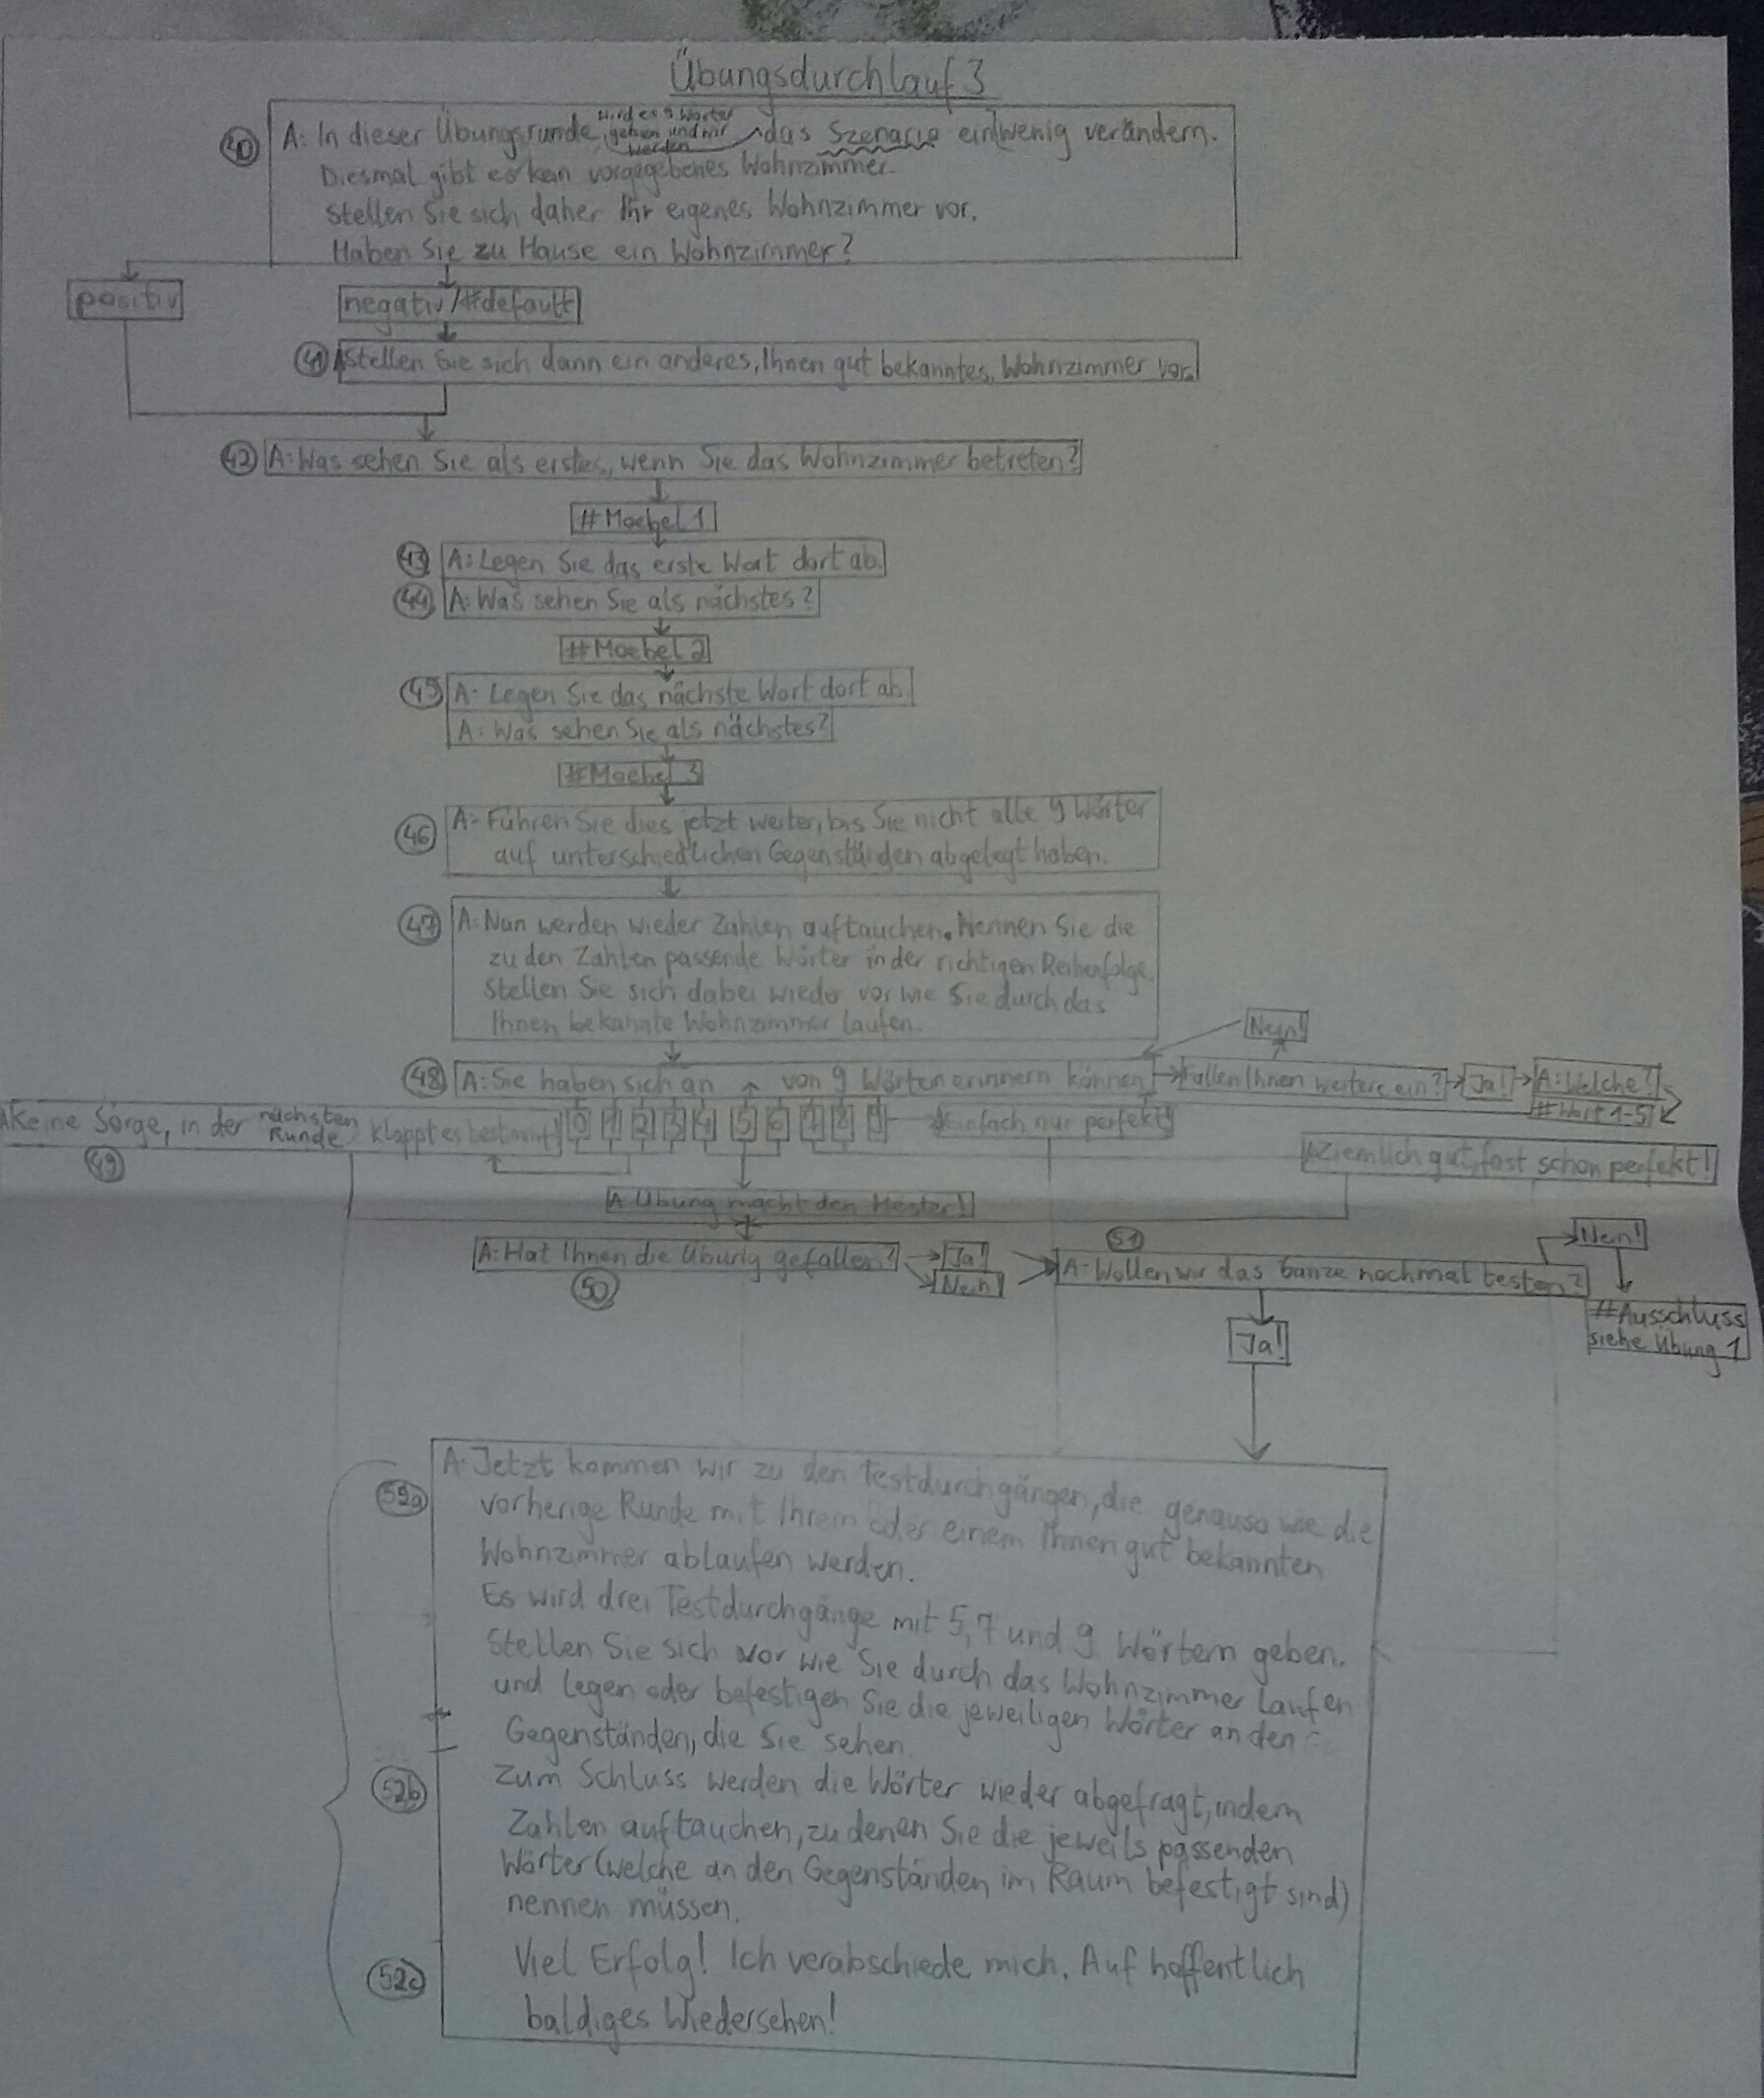 Übungsdurchlauf 3
40
A: In dieser Übungsrunde, wird es 9 Wörter geben und wir werden das Szenario ein wenig verändern.
Diesmal gibt es kein vorgegebenes Wohnzimmer.
Stellen Sie sich daher Ihr eigenes Wohnzimmer vor.
Haben Sie zu Hause ein Wohnzimmer?
positiv
negativ/#default
41 Stellen Sie sich dann ein anderes, Ihnen gut bekanntes, Wohnzimmer vor.
42 A: Was sehen Sie als erstes, wenn Sie das Wohnzimmer betreten?
#Moebel 1
43 A: Legen Sie das erste Wort dort ab.
44 A: Was sehen Sie als nächstes?
#Moebel 2
45 A: Legen Sie das nächste Wort dort ab.
A: Was sehen Sie als nächstes?
#Moebel 3
46 A: Führen Sie dies jetzt weiter, bis Sie nicht alle 9 Wörter
auf unterschiedlichen Gegenständen abgelegt haben.
47 A: Nun werden wieder Zahlen auftauchen. Nennen Sie die
zu den Zahlen passende Wörter in der richtigen Reihenfolge.
Stellen Sie sich dabei wieder vor wie Sie durch das
Ihnen bekannte Wohnzimmer laufen.
Nein!
48 A: Sie haben sich an von 9 Wörtern erinnern können
Fallen Ihnen weitere ein? Ja! A: Welche?
#Wort 1-5
Keine Sorge, in der nächsten Runde klappt es bestimmt! 0 1 2 3 4 5 6 7 8 9 Einfach nur perfekt!
49
Ziemlich gut, fast schon perfekt!
A: Übung macht den Meister!
A: Hat Ihnen die Übung gefallen? Ja!
Nein!
50
51
A: Wollen wir das Ganze nochmal testen?
Nein!
#Ausschluss
siehe Übung 1
Ja!
52a
A: Jetzt kommen wir zu den Testdurchgängen, die genauso wie die
vorherige Runde mit Ihrem oder einem Ihnen gut bekannten
Wohnzimmer ablaufen werden.
Es wird drei Testdurchgänge mit 5, 7 und 9 Wörtern geben.
Stellen Sie sich vor wie Sie durch das Wohnzimmer laufen
und legen oder befestigen Sie die jeweiligen Wörter an den
Gegenständen, die Sie sehen.
52b
Zum Schluss werden die Wörter wieder abgefragt, indem
Zahlen auftauchen, zu denen Sie die jeweils passenden
Wörter (welche an den Gegenständen im Raum befestigt sind)
nennen müssen.
52c
Viel Erfolg! Ich verabschiede mich. Auf hoffentlich
baldiges Wiedersehen!